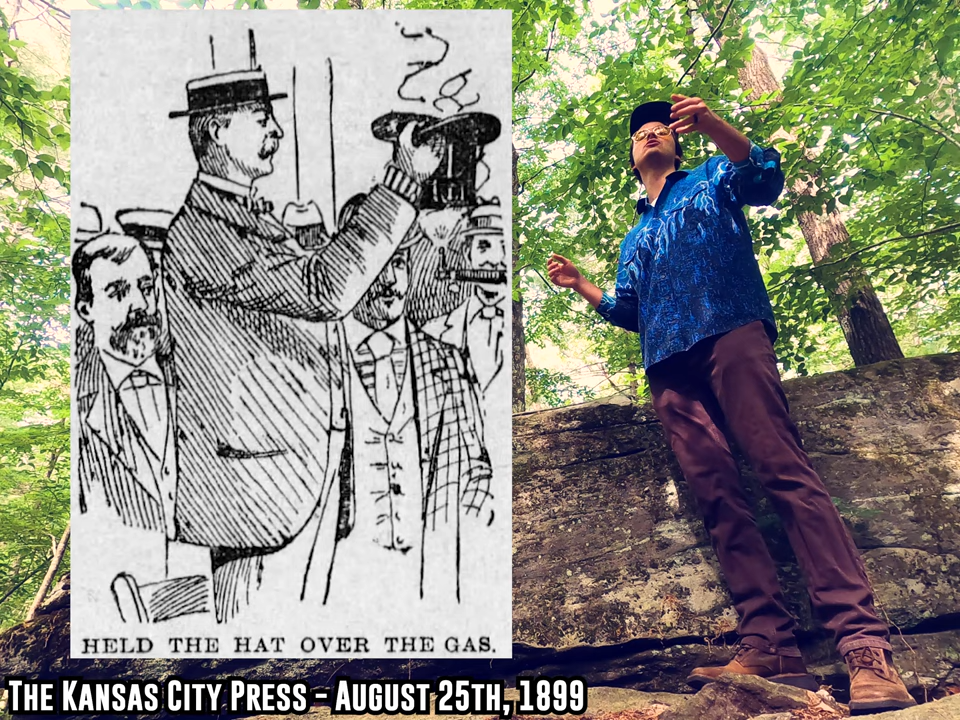 HELD THE HAT OVER THE GAS.
THE KANSAS CITY PRESS - AUGUST 25TH, 1899